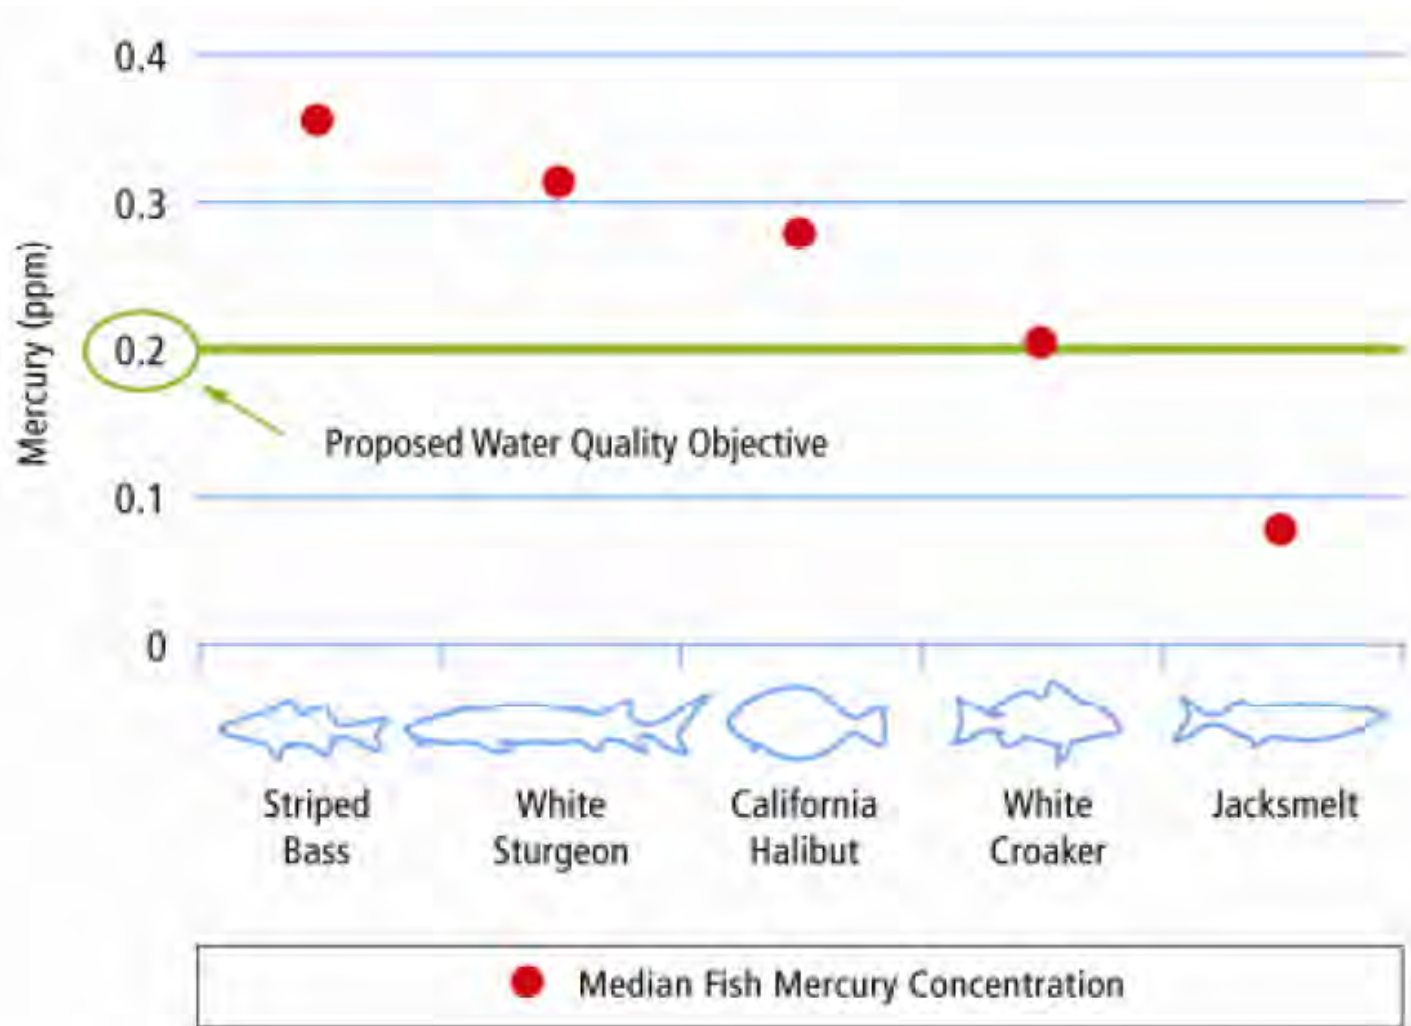 0.4
0.3
Mercury (ppm)
0.2
Proposed Water Quality Objective
0.1
0
Striped
Bass
White
Sturgeon
California
Halibut
White
Croaker
Jacksmelt
Median Fish Mercury Concentration